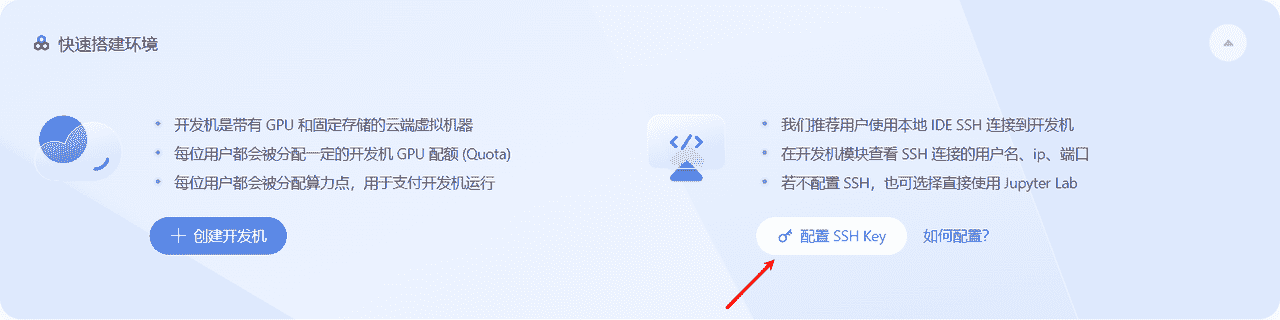 快速搭建环境
开发机是带有 GPU 和固定存储的云端虚拟机器
每位用户都会被分配一定的开发机 GPU 配额 (Quota)
每位用户都会被分配算力点，用于支付开发机运行
创建开发机
</>
我们推荐用户使用本地 IDE SSH 连接到开发机
在开发机模块查看 SSH 连接的用户名、ip、端口
若不配置 SSH，也可选择直接使用 Jupyter Lab
配置 SSH Key
如何配置?